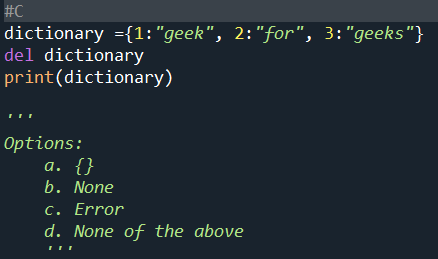 #C
dictionary ={1:"geek", 2:"for", 3:"geeks"}
del dictionary
print(dictionary)
'''
Options:
    a. {}
    b. None
    c. Error
    d. None of the above
    '''